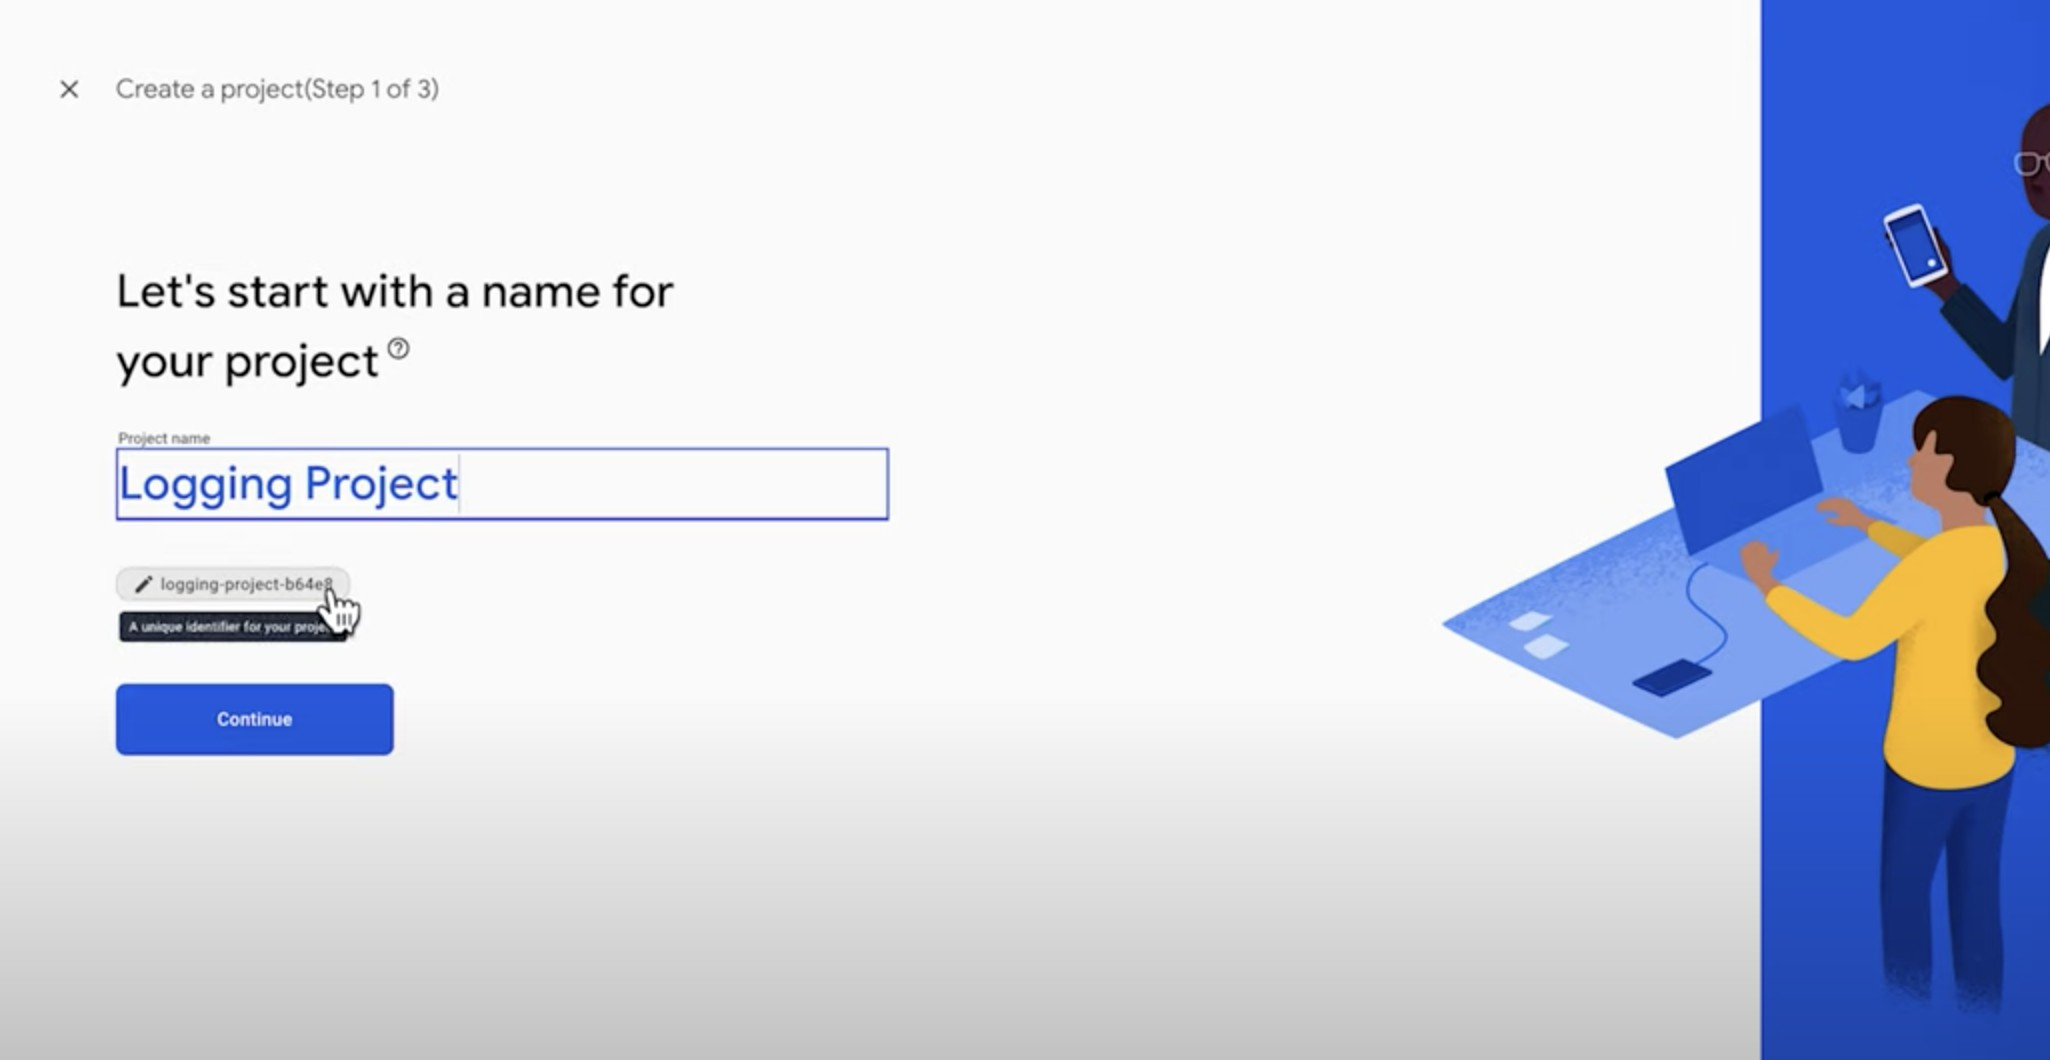 Create a project(Step 1 of 3)
Let's start with a name for
your project
Project name
Logging Project
logging-project-b64e8
A unique identifier for your
Continue